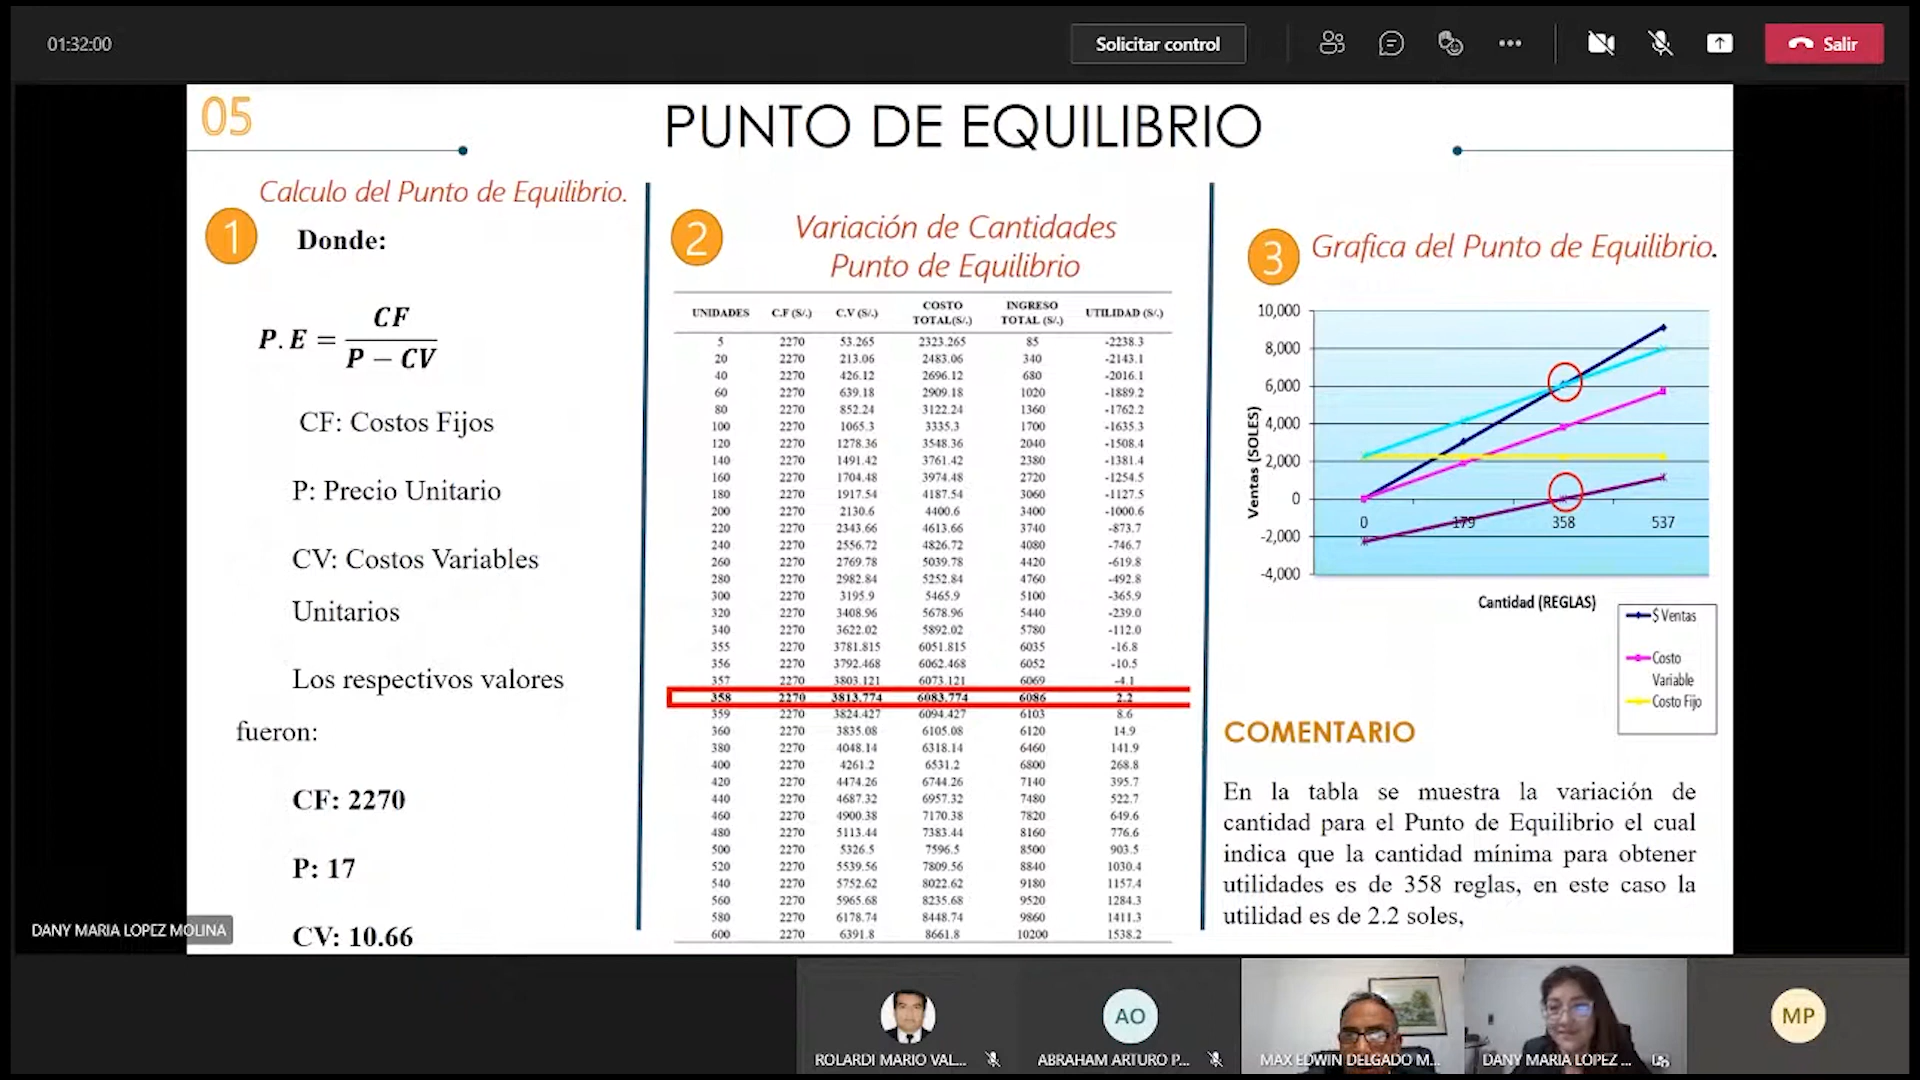 01:32:00
Solicitar control
Salir
05
PUNTO DE EQUILIBRIO
Calculo del Punto de Equilibrio.
1
Donde:
P.E = CF / P − CV
CF: Costos Fijos
P: Precio Unitario
CV: Costos Variables
Unitarios
Los respectivos valores
fueron:
CF: 2270
P: 17
CV: 10.66
2
Variación de Cantidades
Punto de Equilibrio
UNIDADES C.F (S/.) C.V (S/.) COSTO TOTAL(S/.) INGRESO TOTAL (S/.) UTILIDAD (S/.)
5 2270 53.265 2323.265 85 -2238.3
20 2270 213.06 2483.06 340 -2143.1
40 2270 426.12 2696.12 680 -2016.1
60 2270 639.18 2909.18 1020 -1889.2
80 2270 852.24 3122.24 1360 -1762.2
100 2270 1065.3 3335.3 1700 -1635.3
120 2270 1278.36 3548.36 2040 -1508.4
140 2270 1491.42 3761.42 2380 -1381.4
160 2270 1704.48 3974.48 2720 -1254.5
180 2270 1917.54 4187.54 3060 -1127.5
200 2270 2130.6 4400.6 3400 -1000.6
220 2270 2343.66 4613.66 3740 -873.7
240 2270 2556.72 4826.72 4080 -746.7
260 2270 2769.78 5039.78 4420 -619.8
280 2270 2982.84 5252.84 4760 -492.8
300 2270 3195.9 5465.9 5100 -365.9
320 2270 3408.96 5678.96 5440 -239.0
340 2270 3622.02 5892.02 5780 -112.0
355 2270 3781.815 6051.815 6035 -16.8
356 2270 3792.468 6062.468 6052 -10.5
357 2270 3803.121 6073.121 6069 -4.1
358 2270 3813.774 6083.774 6086 2.2
359 2270 3824.427 6094.427 6103 8.6
360 2270 3835.08 6105.08 6120 14.9
380 2270 4048.14 6318.14 6460 141.9
400 2270 4261.2 6531.2 6800 268.8
420 2270 4474.26 6744.26 7140 395.7
440 2270 4687.32 6957.32 7480 522.7
460 2270 4900.38 7170.38 7820 649.6
480 2270 5113.44 7383.44 8160 776.6
500 2270 5326.5 7596.5 8500 903.5
520 2270 5539.56 7809.56 8840 1030.4
540 2270 5752.62 8022.62 9180 1157.4
560 2270 5965.68 8235.68 9520 1284.3
580 2270 6178.74 8448.74 9860 1411.3
600 2270 6391.8 8661.8 10200 1538.2
3
Grafica del Punto de Equilibrio.
Ventas (SOLES)
10,000
8,000
6,000
4,000
2,000
0
-2,000
-4,000
0 179 358 537
Cantidad (REGLAS)
$ Ventas
Costo
Variable
Costo Fijo
COMENTARIO
En la tabla se muestra la variación de
cantidad para el Punto de Equilibrio el cual
indica que la cantidad mínima para obtener
utilidades es de 358 reglas, en este caso la
utilidad es de 2.2 soles,
DANY MARIA LOPEZ MOLINA
AO
MP
ROLARDI MARIO VAL...
ABRAHAM ARTURO P...
MAX EDWIN DELGADO M...
DANY MARIA LOPEZ ...